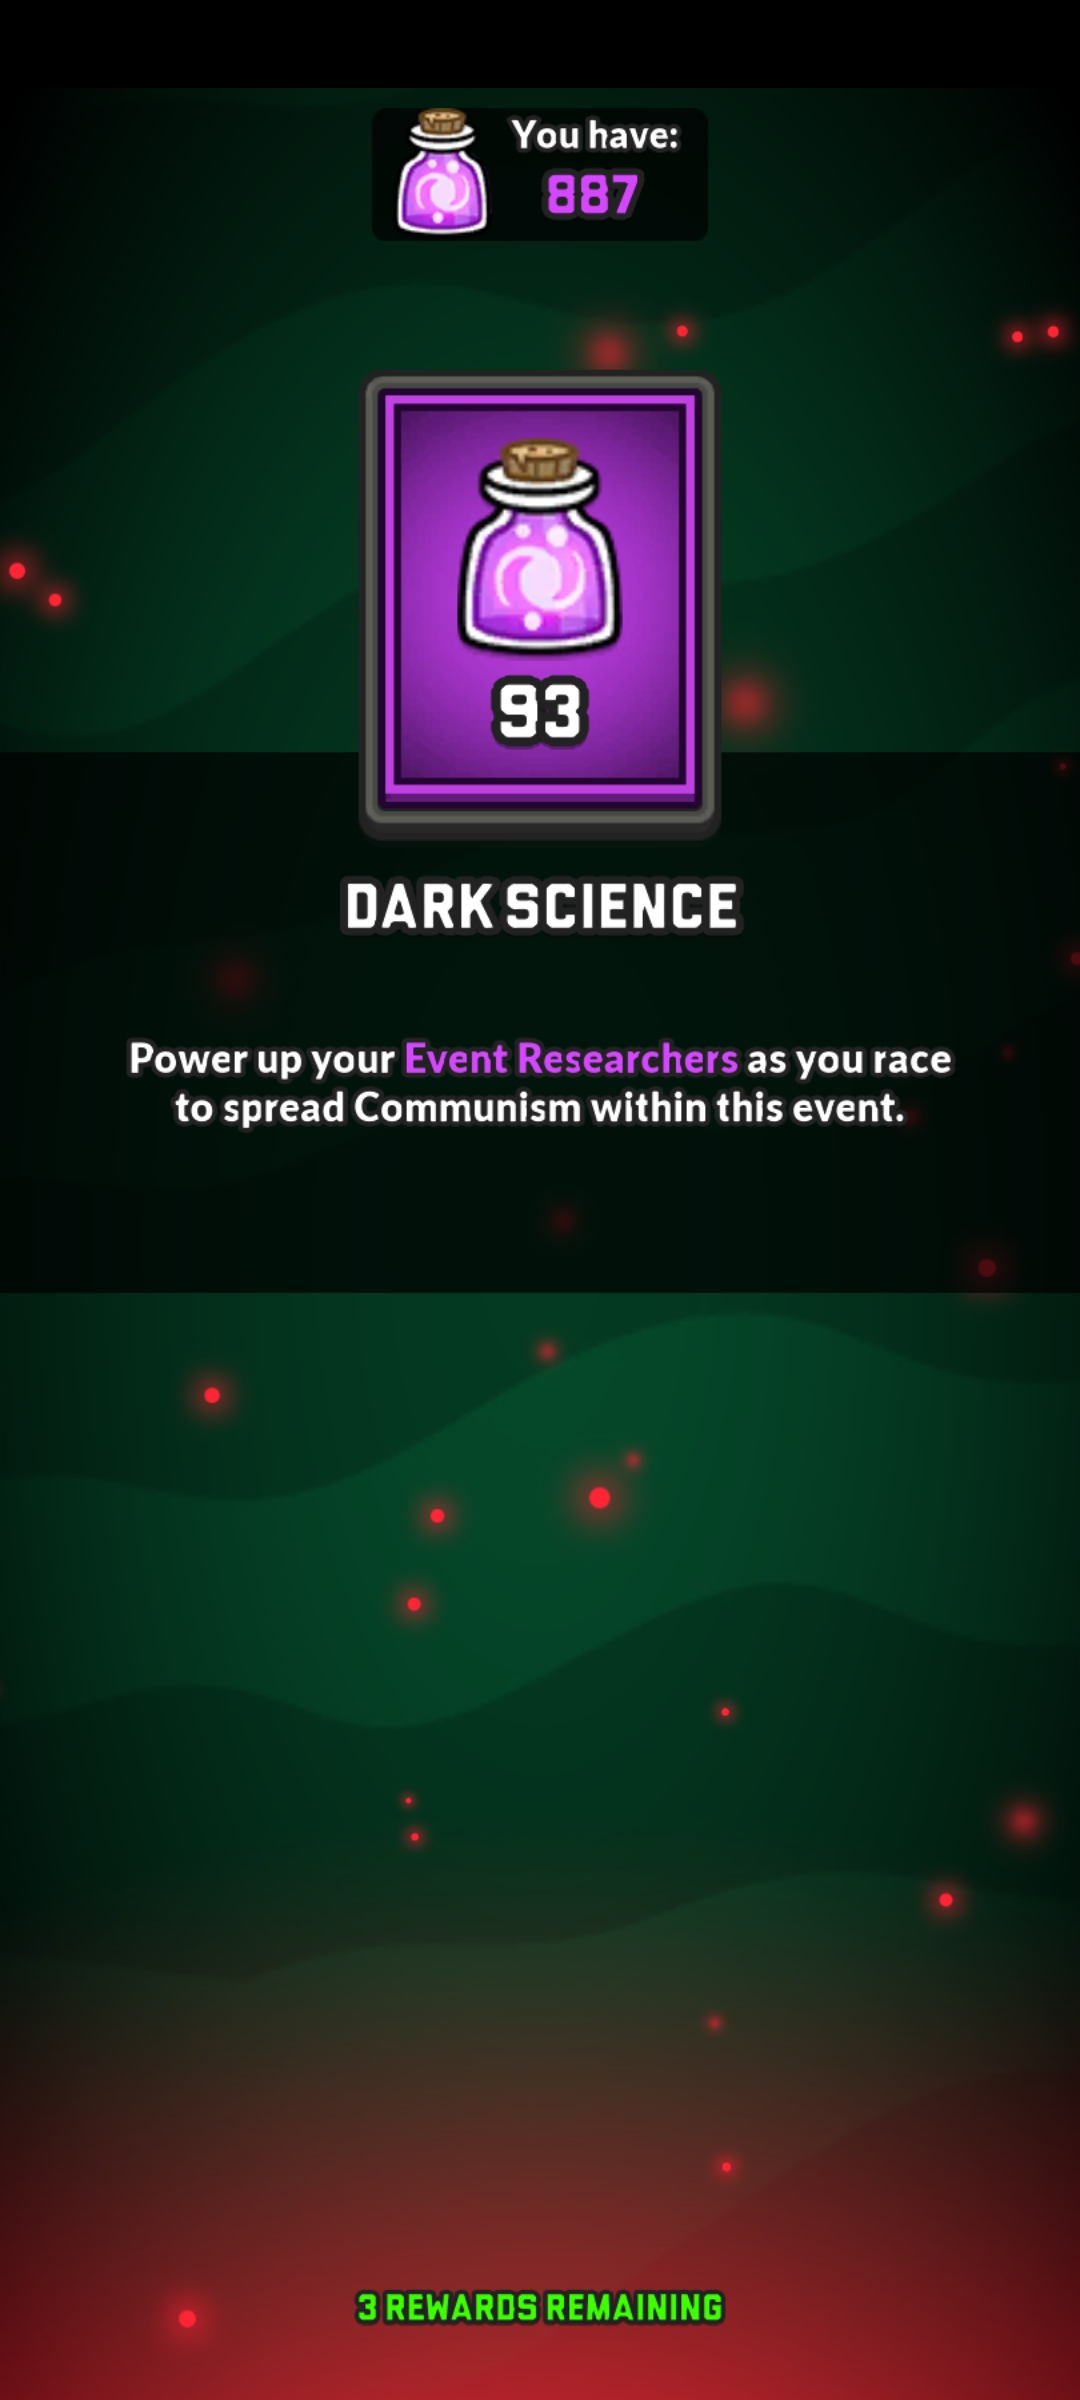 You have:
887
93
DARK SCIENCE
Power up your Event Researchers as you race
to spread Communism within this event.
3 REWARDS REMAINING